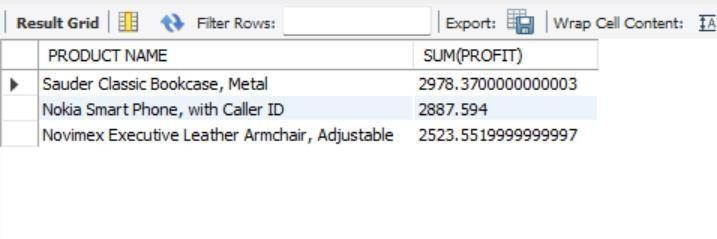 Result Grid Filter Rows: Export: Wrap Cell Content:
PRODUCT NAME SUM(PROFIT)
Sauder Classic Bookcase, Metal 2978.3700000000003
Nokia Smart Phone, with Caller ID 2887.594
Novimex Executive Leather Armchair, Adjustable 2523.5519999999997